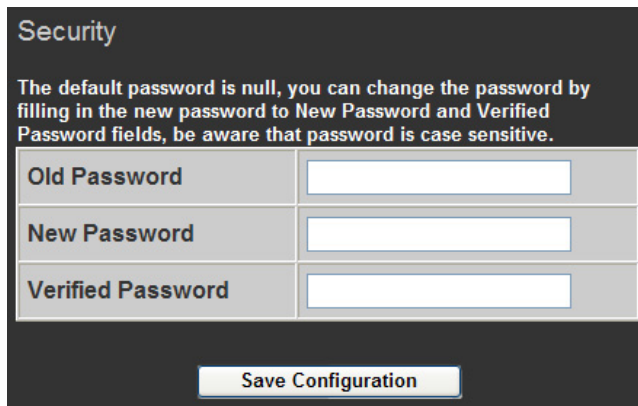 Security
The default password is null, you can change the password by
filling in the new password to New Password and Verified
Password fields, be aware that password is case sensitive.
Old Password
New Password
Verified Password
Save Configuration